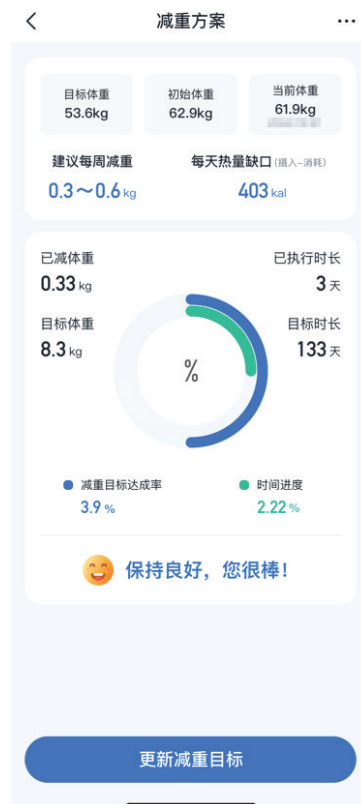 减重方案
目标体重
53.6kg
初始体重
62.9kg
当前体重
61.9kg
建议每周减重
0.3～0.6 kg
每天热量缺口 (摄入-消耗)
403 kal
已减体重
0.33 kg
已执行时长
3 天
目标体重
8.3 kg
目标时长
133 天
%
减重目标达成率
3.9 %
时间进度
2.22 %
保持良好，您很棒！
更新减重目标